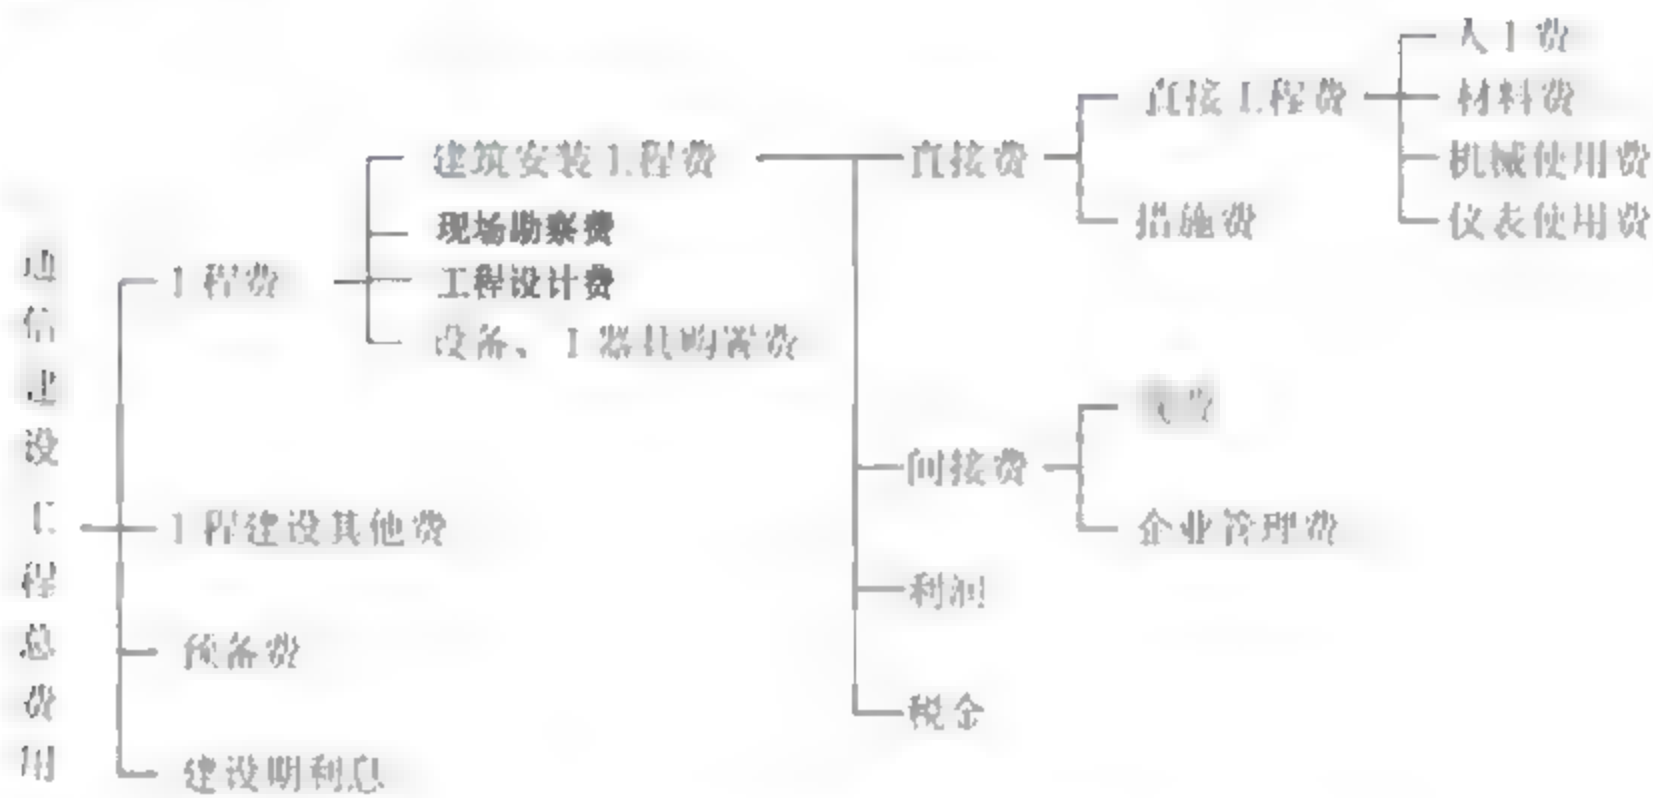 通信建设工程总费用
工程费
建筑安装工程费
现场勘察费
工程设计费
设备、工器具购置费
直接费
直接工程费
人工费
材料费
机械使用费
仪表使用费
措施费
间接费
企业管理费
利润
税金
工程建设其他费
预备费
建设期利息